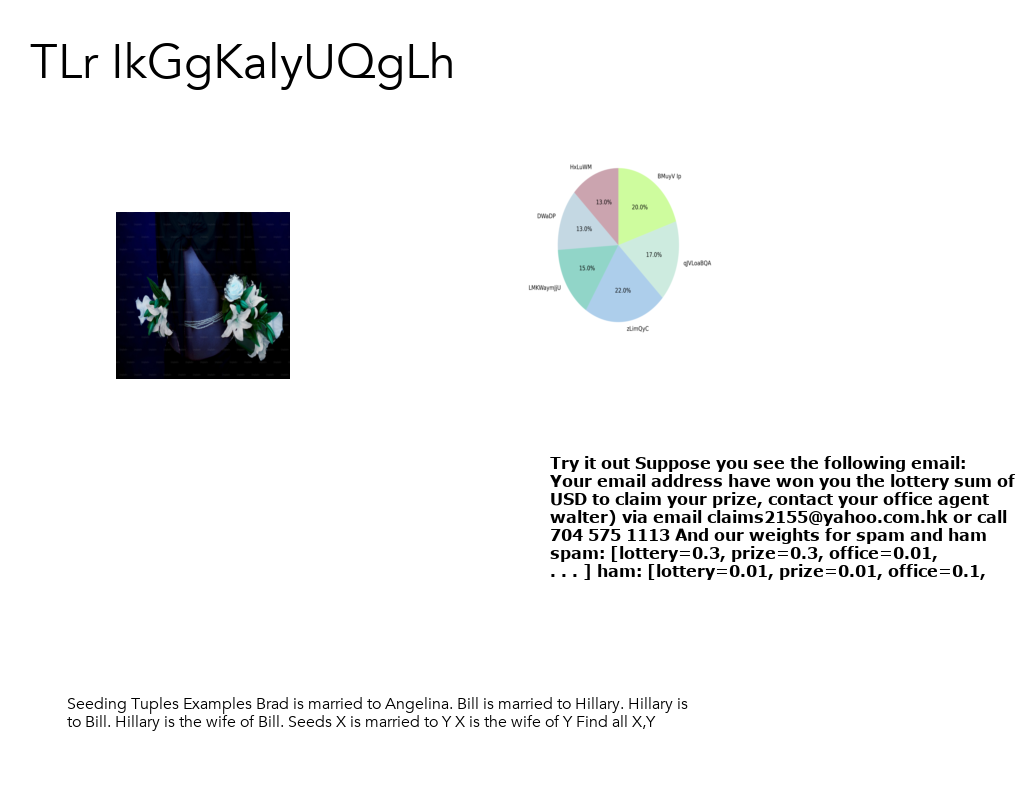 TLr IkGgKalyUQgLh
HxLuWM
BMuyV lp
13.0%
20.0%
DWaDP
13.0%
17.0%
qJVLoaBQA
15.0%
LMKWaymJJU
22.0%
zLimQyC
Try it out Suppose you see the following email:
Your email address have won you the lottery sum of
USD to claim your prize, contact your office agent
walter) via email claims2155@yahoo.com.hk or call
704 575 1113 And our weights for spam and ham
spam: [lottery=0.3, prize=0.3, office=0.01,
. . . ] ham: [lottery=0.01, prize=0.01, office=0.1,
Seeding Tuples Examples Brad is married to Angelina. Bill is married to Hillary. Hillary is
to Bill. Hillary is the wife of Bill. Seeds X is married to Y X is the wife of Y Find all X,Y